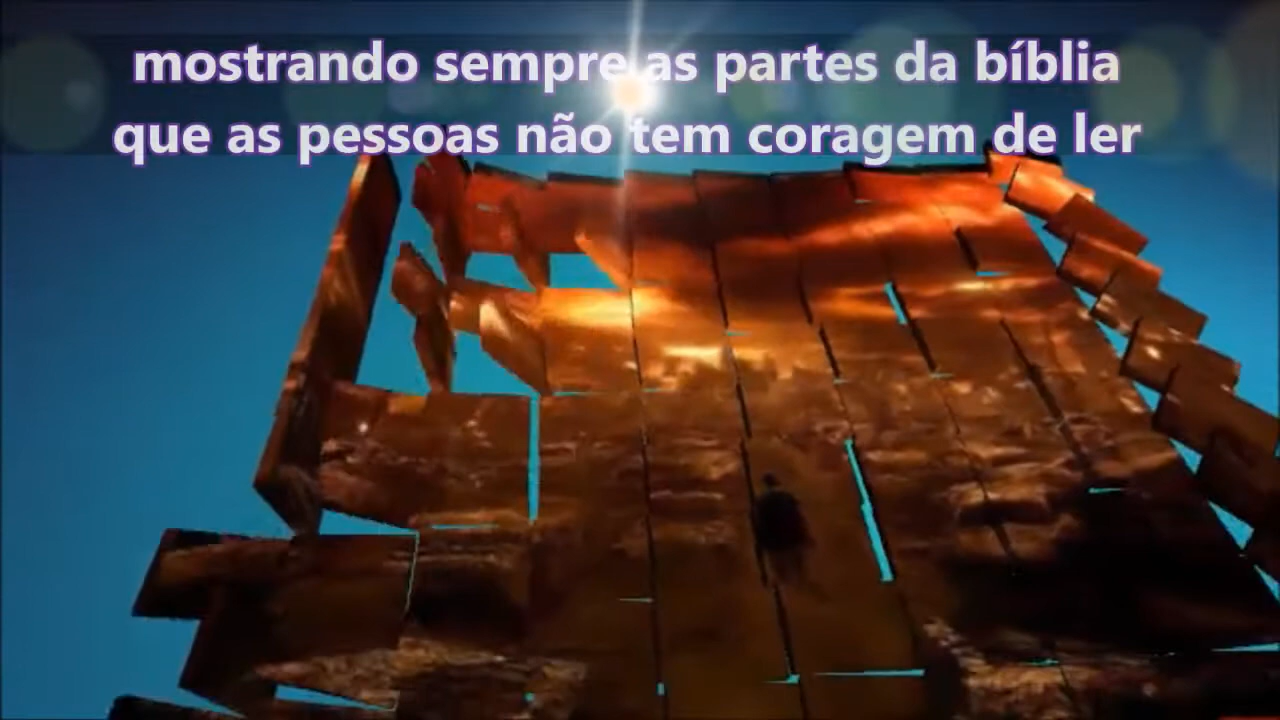 mostrando sempre as partes da bíblia
que as pessoas não tem coragem de ler